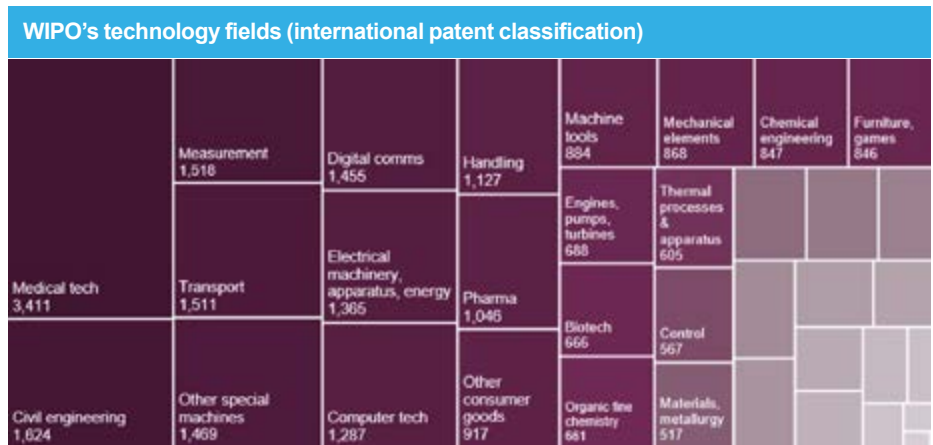 WIPO's technology fields (international patent classification)
Medical tech
3,411
Civil engineering
1,624
Measurement
1,518
Transport
1,511
Other special
machines
1,469
Digital comms
1,455
Electrical
machinery,
apparatus, energy
1,365
Computer tech
1,287
Handling
1,127
Pharma
1,046
Other
consumer
goods
917
Machine
tools
884
Mechanical
elements
868
Chemical
engineering
847
Furniture,
games
846
Engines,
pumps,
turbines
688
Thermal
processes
&
apparatus
605
Biotech
666
Control
567
Organic fine
chemistry
661
Materials,
metallurgy
517